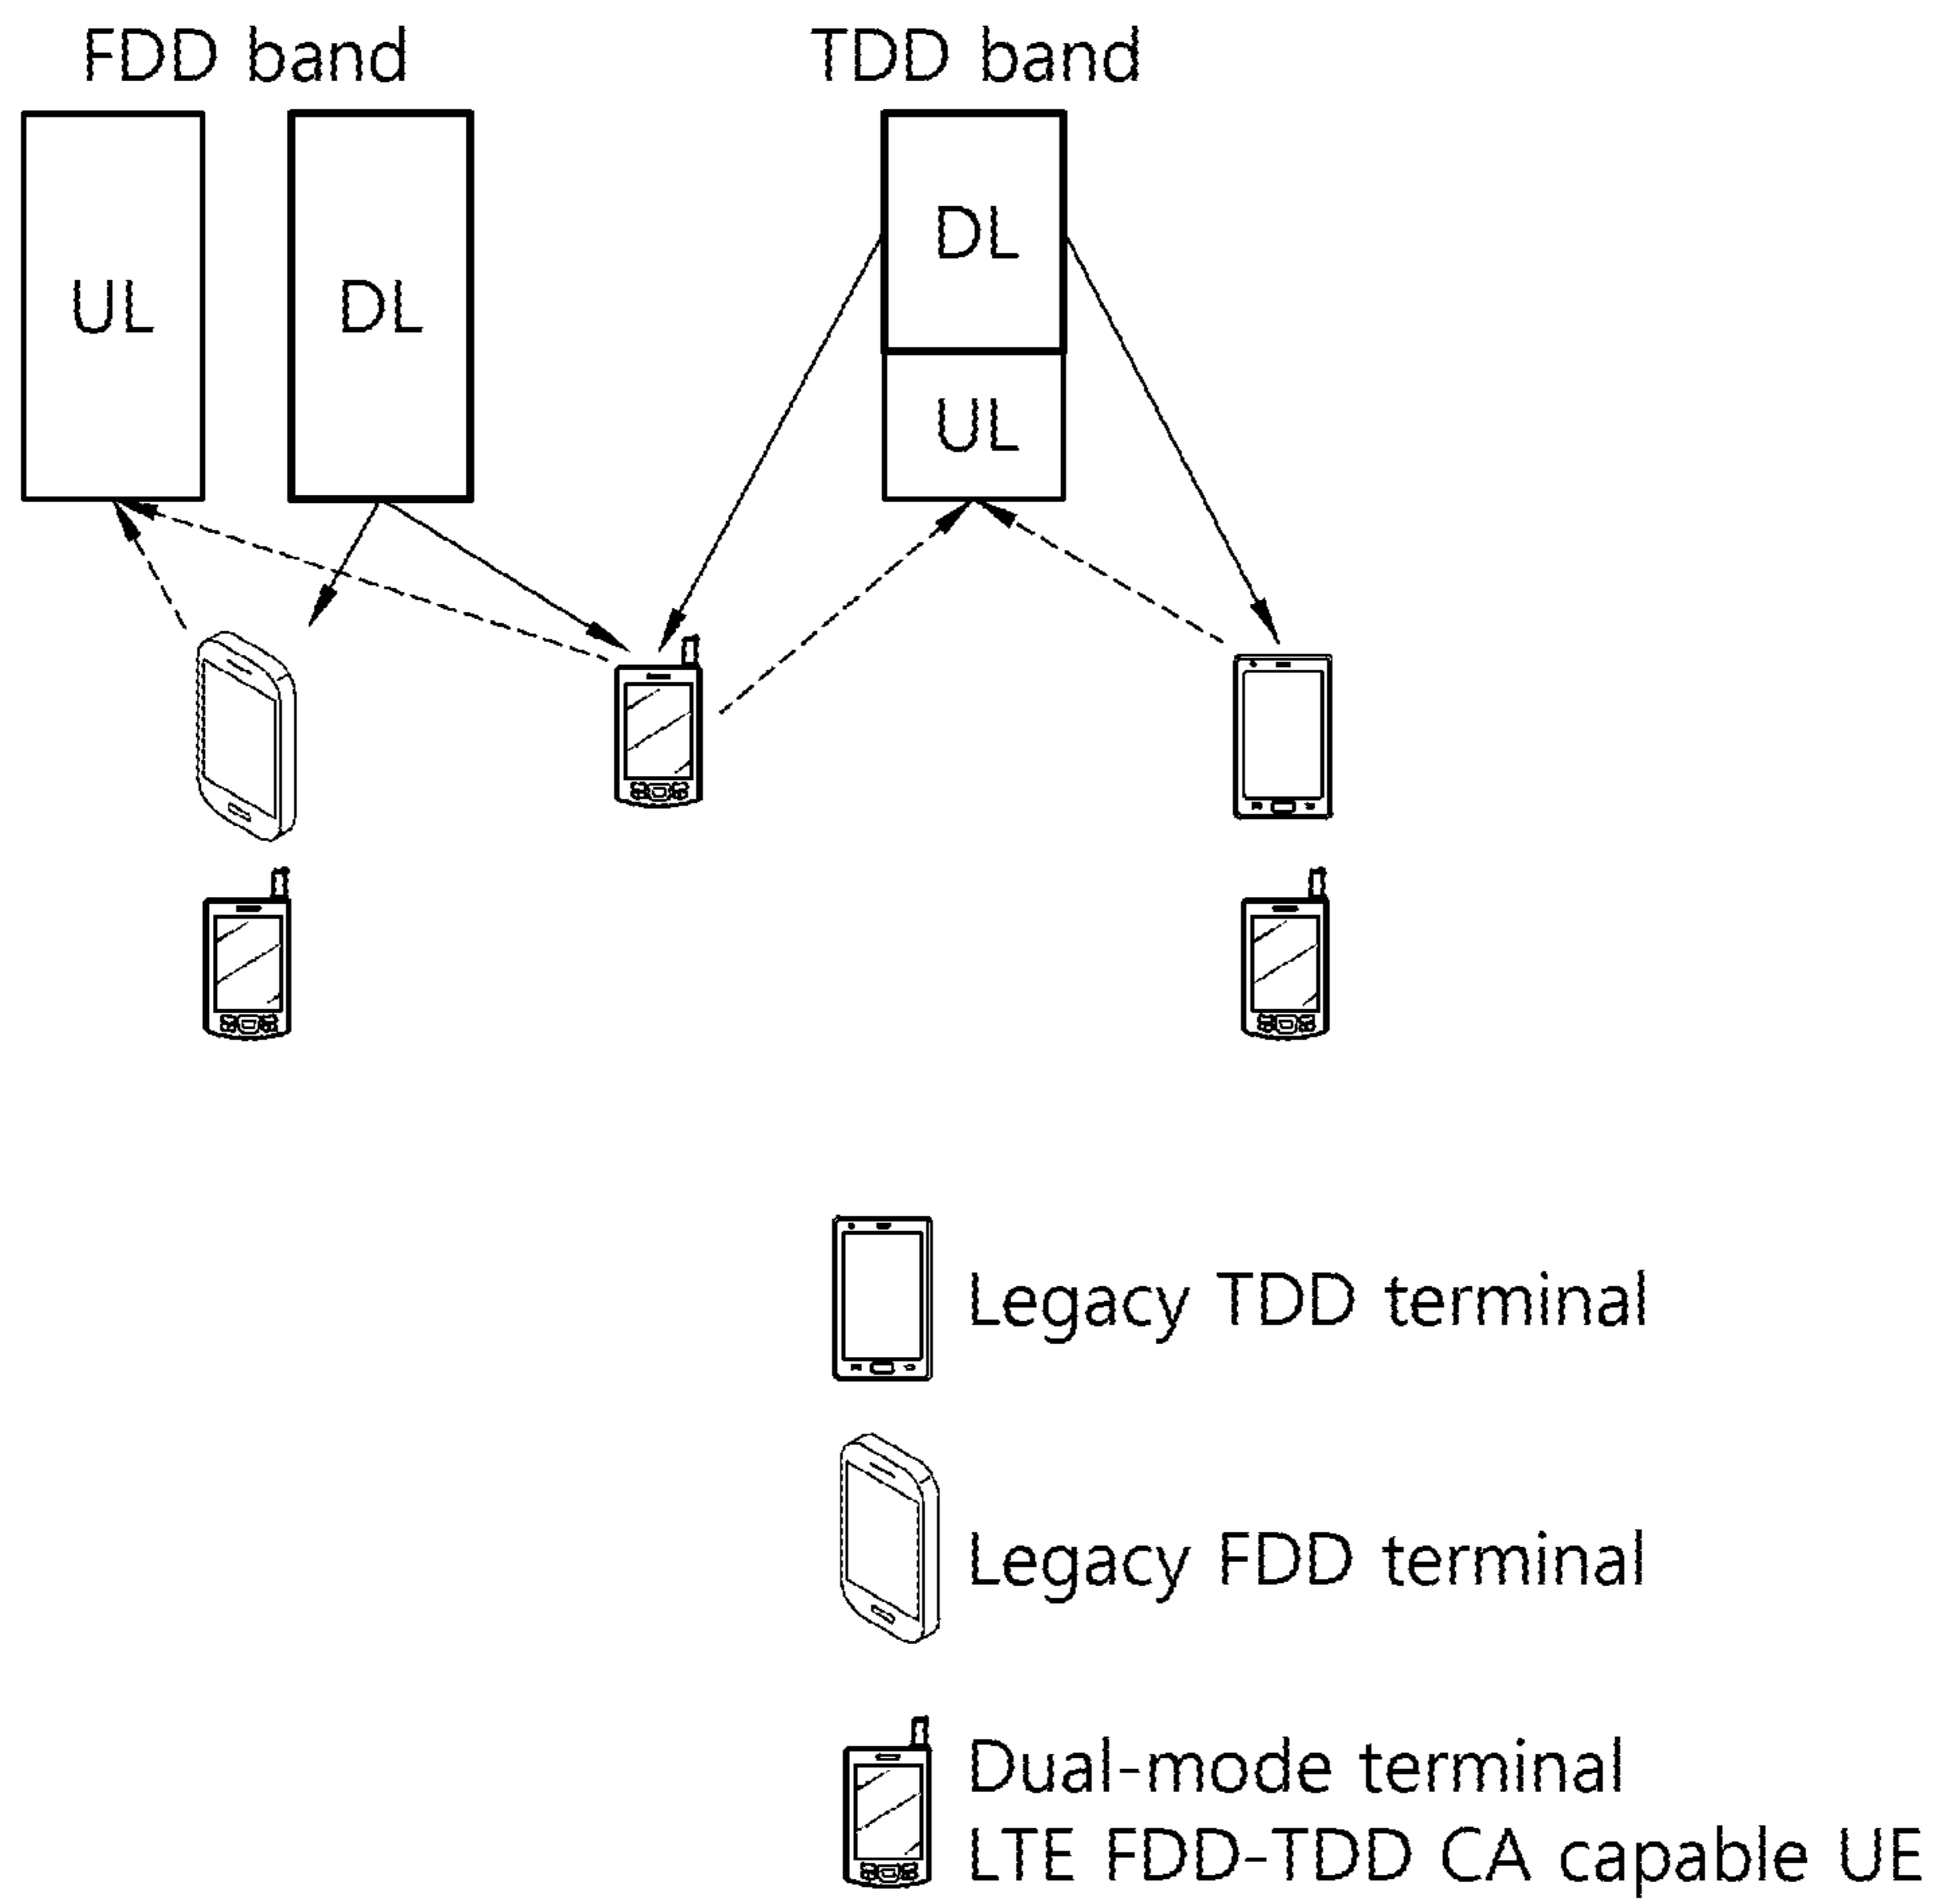 FDD band
TDD band
UL
DL
DL
UL
Legacy TDD terminal
Legacy FDD terminal
Dual-mode terminal
LTE FDD-TDD CA capable UE